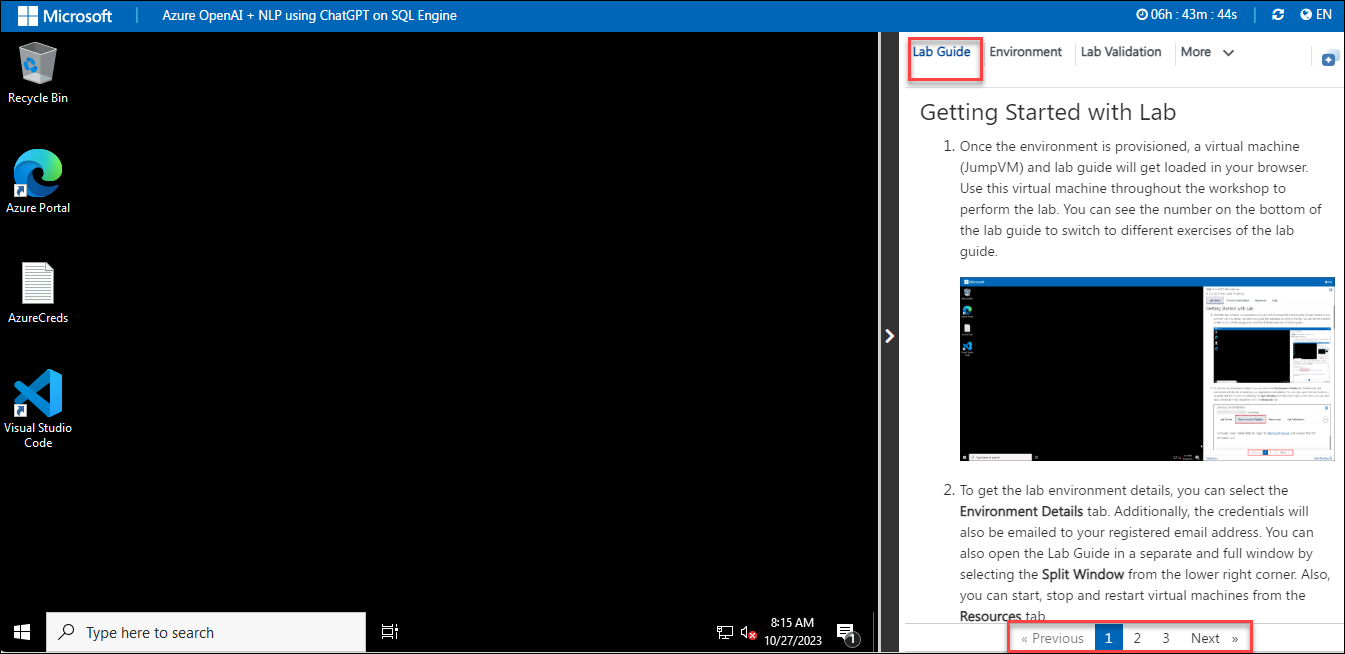 Microsoft
Azure OpenAI + NLP using ChatGPT on SQL Engine
06h : 43m : 44s
EN
Recycle Bin
Azure Portal
AzureCreds
Visual Studio
Code
Type here to search
8:15 AM
10/27/2023
1
Lab Guide
Environment
Lab Validation
More
Getting Started with Lab
1. Once the environment is provisioned, a virtual machine
(JumpVM) and lab guide will get loaded in your browser.
Use this virtual machine throughout the workshop to
perform the lab. You can see the number on the bottom of
the lab guide to switch to different exercises of the lab
guide.
Microsoft
Getting Started with Lab
2. To get the lab environment details, you can select the
Environment Details tab. Additionally, the credentials will
also be emailed to your registered email address. You can
also open the Lab Guide in a separate and full window by
selecting the Split Window from the lower right corner. Also,
you can start, stop and restart virtual machines from the
Resources tab
« Previous 1 2 3 Next »